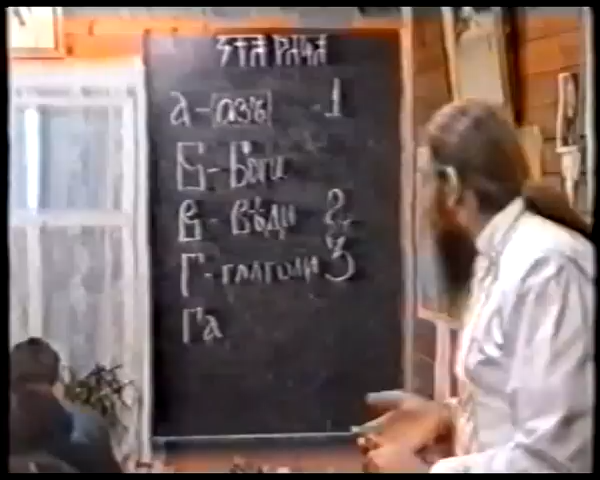 а - (азъ) - 1
Б - Боги
В - вѣди 2
Г - глаголи 3
Га